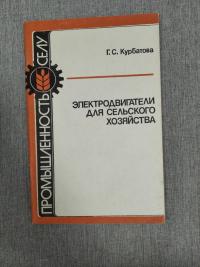 ПРОМЫШЛЕННОСТЬ
СЕЛУ
Г. С. Курбатова
ЭЛЕКТРОДВИГАТЕЛИ
ДЛЯ СЕЛЬСКОГО
ХОЗЯЙСТВА